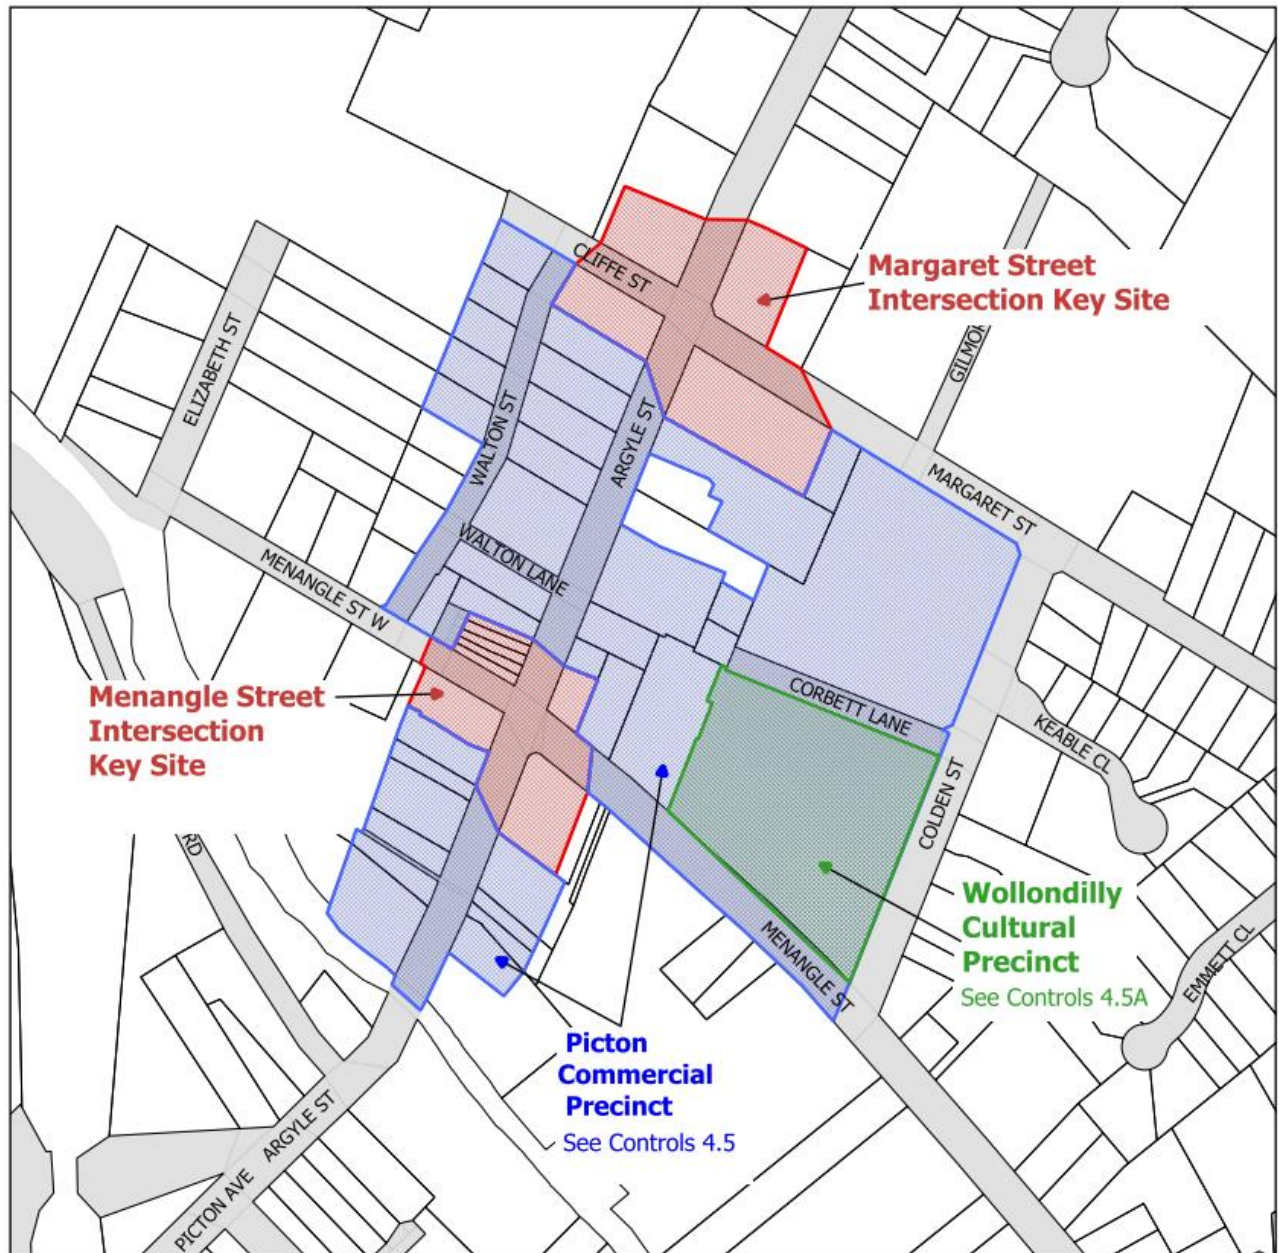 CLIFFE ST
Margaret Street
Intersection Key Site
ELIZABETH ST
WALTON ST
ARGYLE ST
MARGARET ST
WALTON LANE
MENANGLE ST W
Menangle Street
Intersection
Key Site
CORBETT LANE
KEABLE CL
COLDEN ST
RD
Wollondilly
Cultural
Precinct
See Controls 4.5A
MENANGLE ST
EMMETT CL
Picton
Commercial
Precinct
See Controls 4.5
ARGYLE ST
PICTON AVE